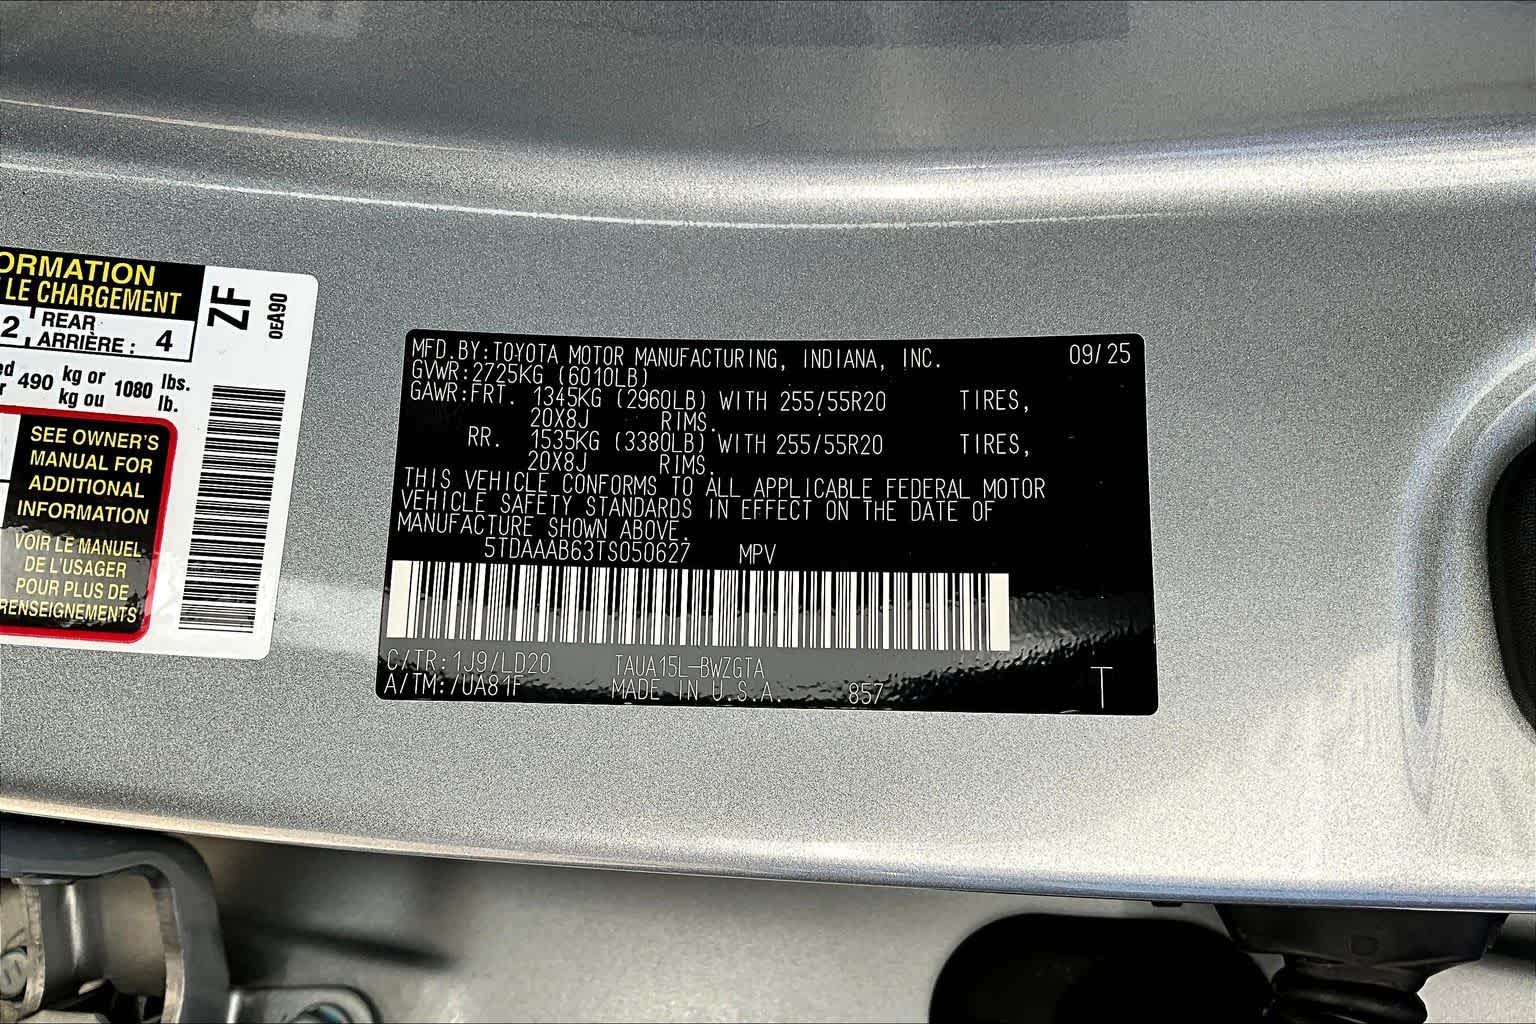 ORMATION
LE CHARGEMENT
2, REAR ARRIÈRE : 4
490 kg or kg ou 1080 lbs. lb.
SEE OWNER'S
MANUAL FOR
ADDITIONAL
INFORMATION
VOIR LE MANUEL
DE L'USAGER
POUR PLUS DE
RENSEIGNEMENTS
ZF
0EA90
MFD.BY:TOYOTA MOTOR MANUFACTURING, INDIANA, INC. 09/25
GVWR:2725KG (6010LB)
GAWR:FRT. 1345KG (2960LB) WITH 255/55R20 TIRES,
20X8J RIMS.
RR. 1535KG (3380LB) WITH 255/55R20 TIRES,
20X8J RIMS.
THIS VEHICLE CONFORMS TO ALL APPLICABLE FEDERAL MOTOR
VEHICLE SAFETY STANDARDS IN EFFECT ON THE DATE OF
MANUFACTURE SHOWN ABOVE.
5TDAAAB63TS050627 MPV
C/TR:1J9/LD20 TAUA15L-BWZGTA
A/TM:/UA81F MADE IN U.S.A. 857 T